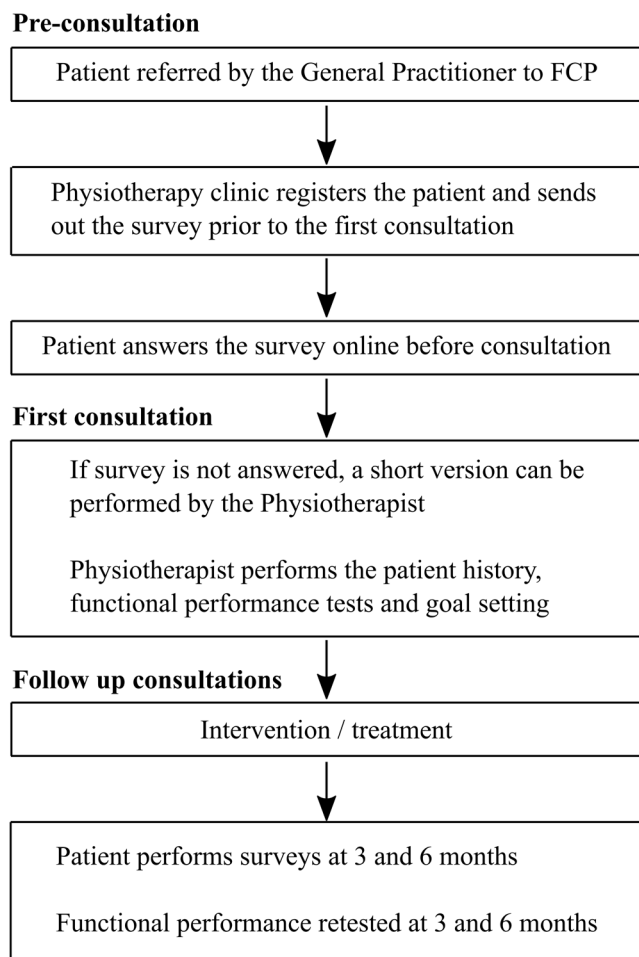 Pre-consultation
Patient referred by the General Practitioner to FCP
Physiotherapy clinic registers the patient and sends
out the survey prior to the first consultation
Patient answers the survey online before consultation
First consultation
If survey is not answered, a short version can be
performed by the Physiotherapist
Physiotherapist performs the patient history,
functional performance tests and goal setting
Follow up consultations
Intervention / treatment
Patient performs surveys at 3 and 6 months
Functional performance retested at 3 and 6 months